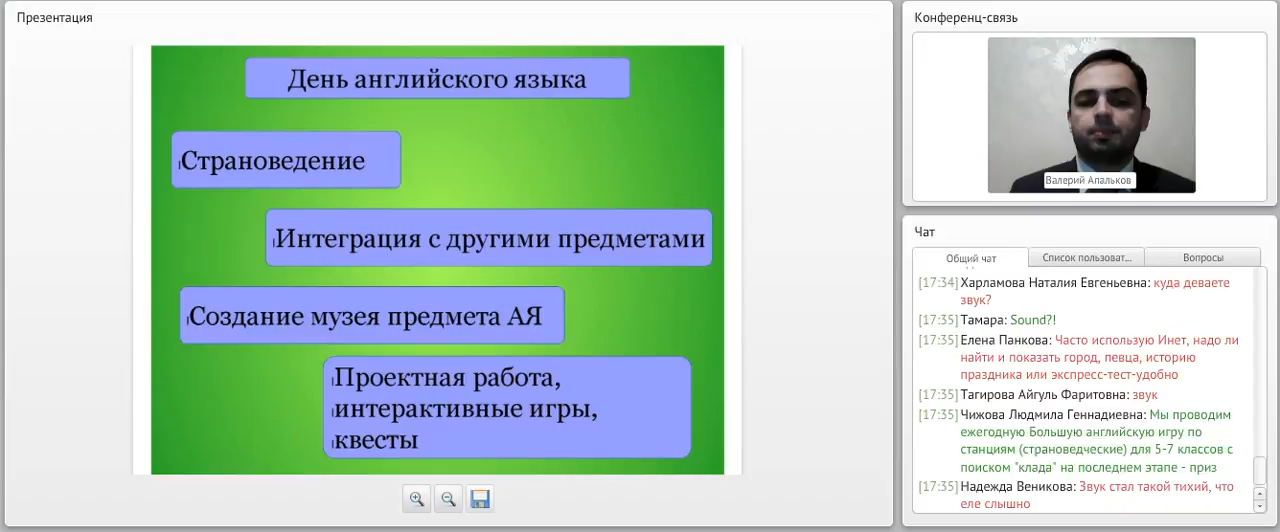 Презентация
День английского языка
Страноведение
Интеграция с другими предметами
Создание музея предмета АЯ
Проектная работа,
интерактивные игры,
квесты
Конференц-связь
Валерий Апальков
Чат
Общий чат
Список пользоват...
Вопросы
[17:34] Харламова Наталия Евгеньевна: куда деваете
звук?
[17:35] Тамара: Sound?!
[17:35] Елена Панкова: Часто использую Инет, надо ли
найти и показать город, певца, историю
праздника или экспресс-тест-удобно
[17:35] Тагирова Айгуль Фаритовна: звук
[17:35] Чижова Людмила Геннадиевна: Мы проводим
ежегодную Большую английскую игру по
станциям (страноведческие) для 5-7 классов с
поиском "клада" на последнем этапе - приз
[17:35] Надежда Веникова: Звук стал такой тихий, что
еле слышно